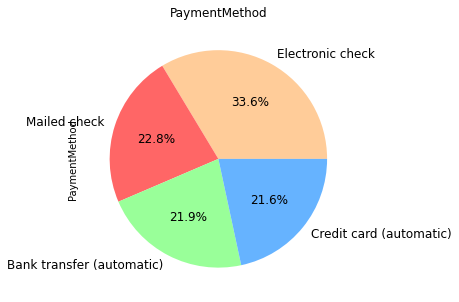 PaymentMethod
Electronic check
33.6%
Mailed check
22.8%
PaymentMethod
21.9%
21.6%
Credit card (automatic)
Bank transfer (automatic)